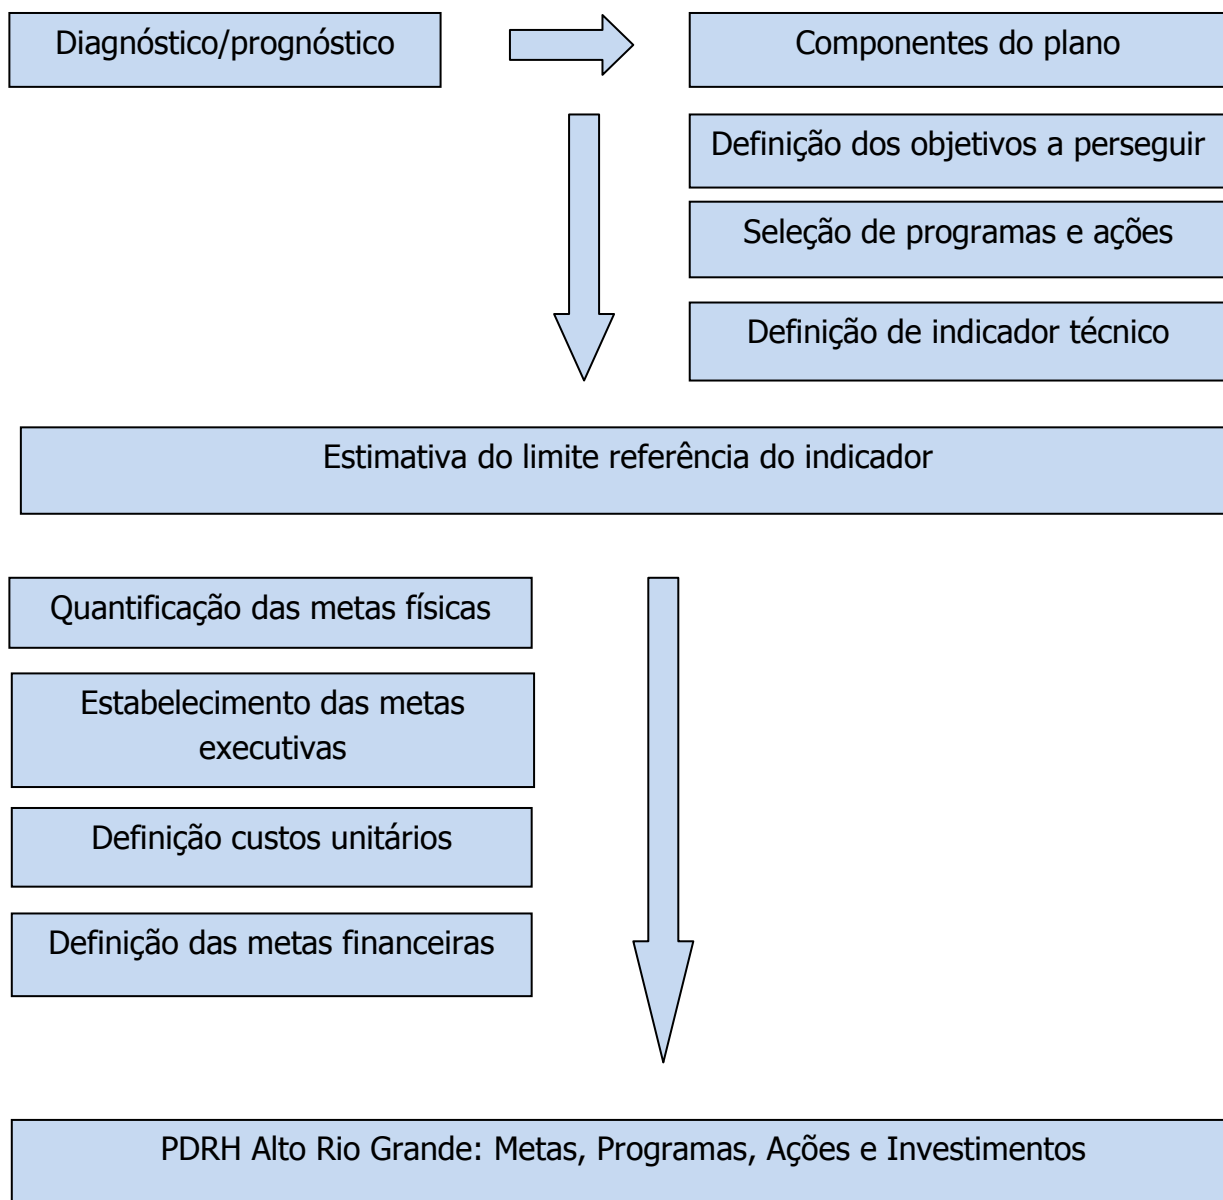 Diagnóstico/prognóstico
Componentes do plano
Definição dos objetivos a perseguir
Seleção de programas e ações
Definição de indicador técnico
Estimativa do limite referência do indicador
Quantificação das metas físicas
Estabelecimento das metas
executivas
Definição custos unitários
Definição das metas financeiras
PDRH Alto Rio Grande: Metas, Programas, Ações e Investimentos